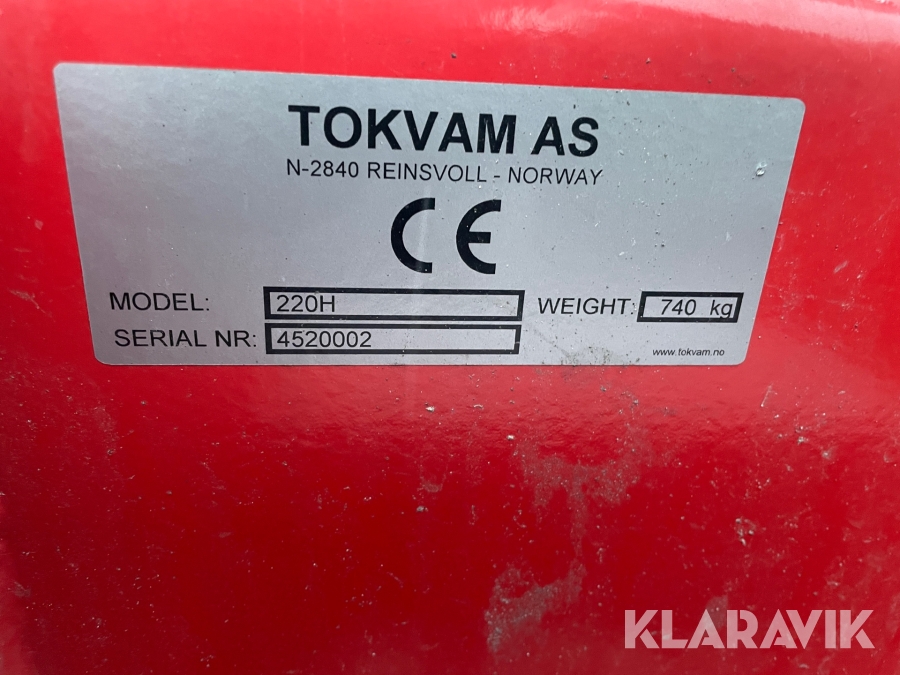 TOKVAM AS
N-2840 REINSVOLL - NORWAY
CE
MODEL: 220H WEIGHT: 740 kg
SERIAL NR: 4520002
www.tokvam.no
KLARAVIK